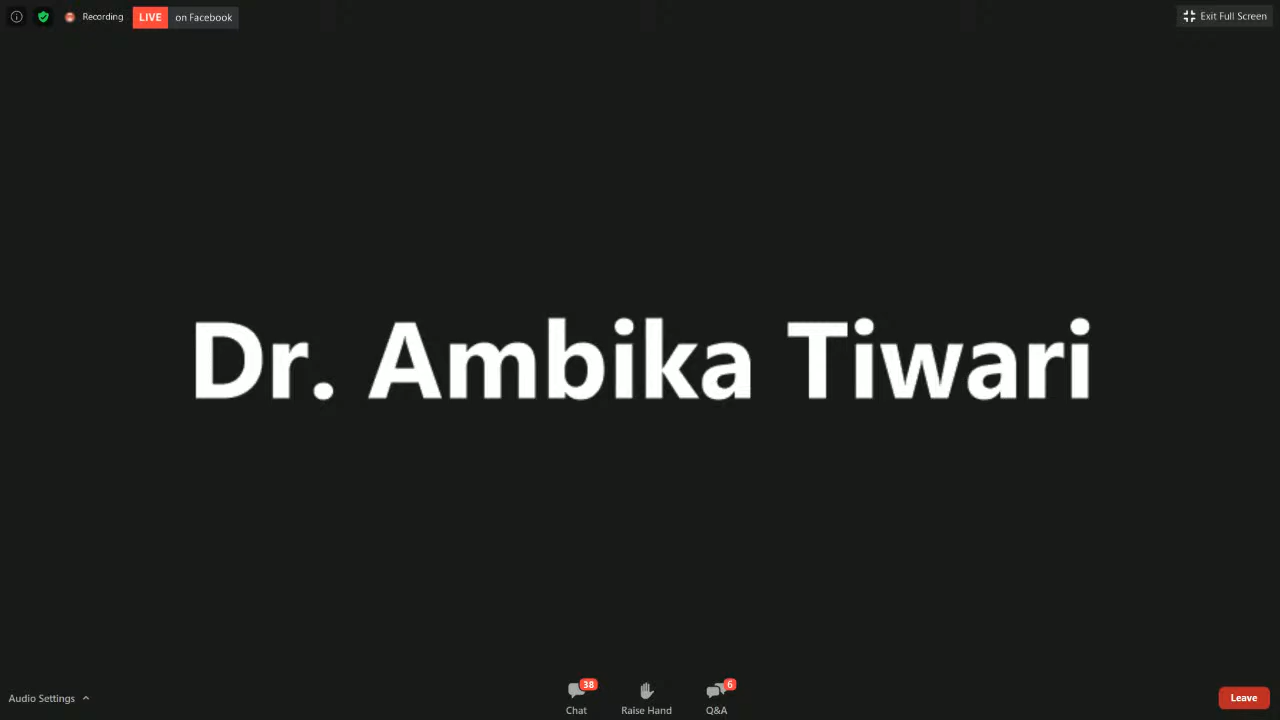 Recording LIVE on Facebook Exit Full Screen
Dr. Ambika Tiwari
38 6
Audio Settings Chat Raise Hand Q&A Leave